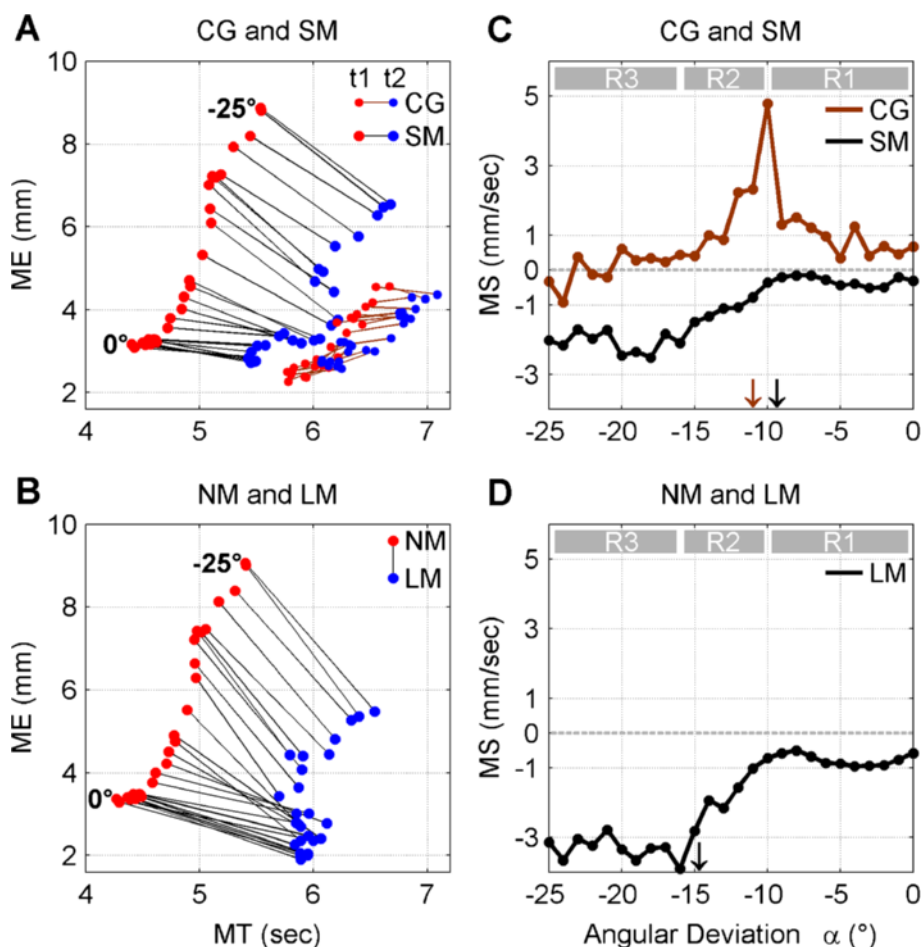 A
CG and SM
10
8
6
4
2
ME (mm)
-25°
0°
t1 t2
CG
SM
4 5 6 7
C
CG and SM
R3 R2 R1
5
3
1
0
-1
-3
MS (mm/sec)
CG
SM
-25 -20 -15 -10 -5 0
B
NM and LM
10
8
6
4
2
ME (mm)
-25°
0°
NM
LM
4 5 6 7
MT (sec)
D
NM and LM
R3 R2 R1
5
3
1
0
-1
-3
MS (mm/sec)
LM
-25 -20 -15 -10 -5 0
Angular Deviation α (°)